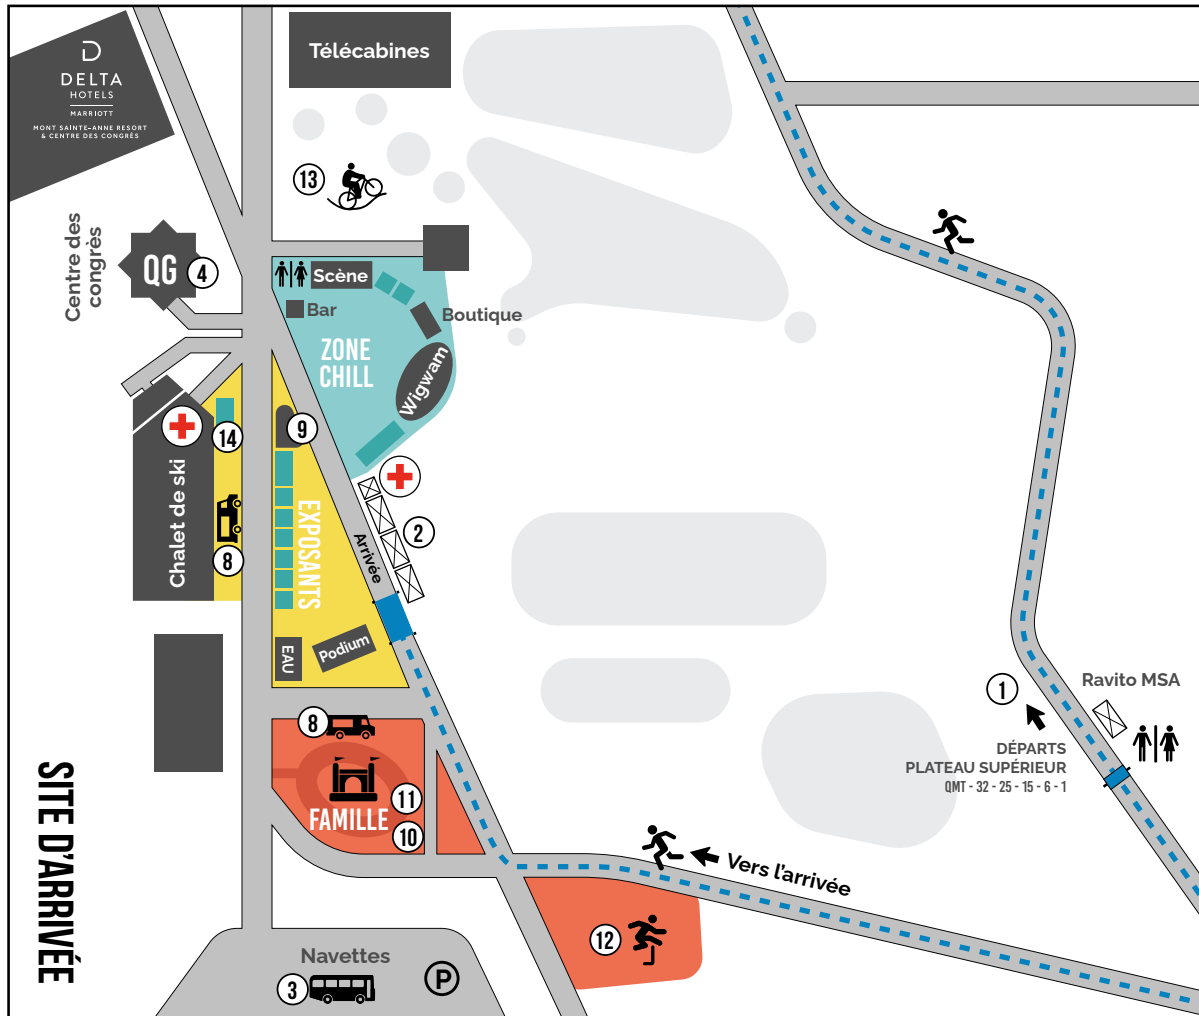 DELTA
HOTELS
MARRIOTT
MONT SAINTE-ANNE RESORT
& CENTRE DES CONGRÈS
Télécabines
13
Centre des
congrès
QG
4
Scène
Bar
Boutique
ZONE
CHILL
Wigwam
9
14
Chalet de ski
8
EXPOSANTS
Arrivée
2
EAU
Podium
1
Ravito MSA
DÉPARTS
PLATEAU SUPÉRIEUR
QMT - 32 - 25 - 15 - 6 - 1
8
11
FAMILLE
10
Vers l'arrivée
12
SITE D'ARRIVÉE
Navettes
3
P